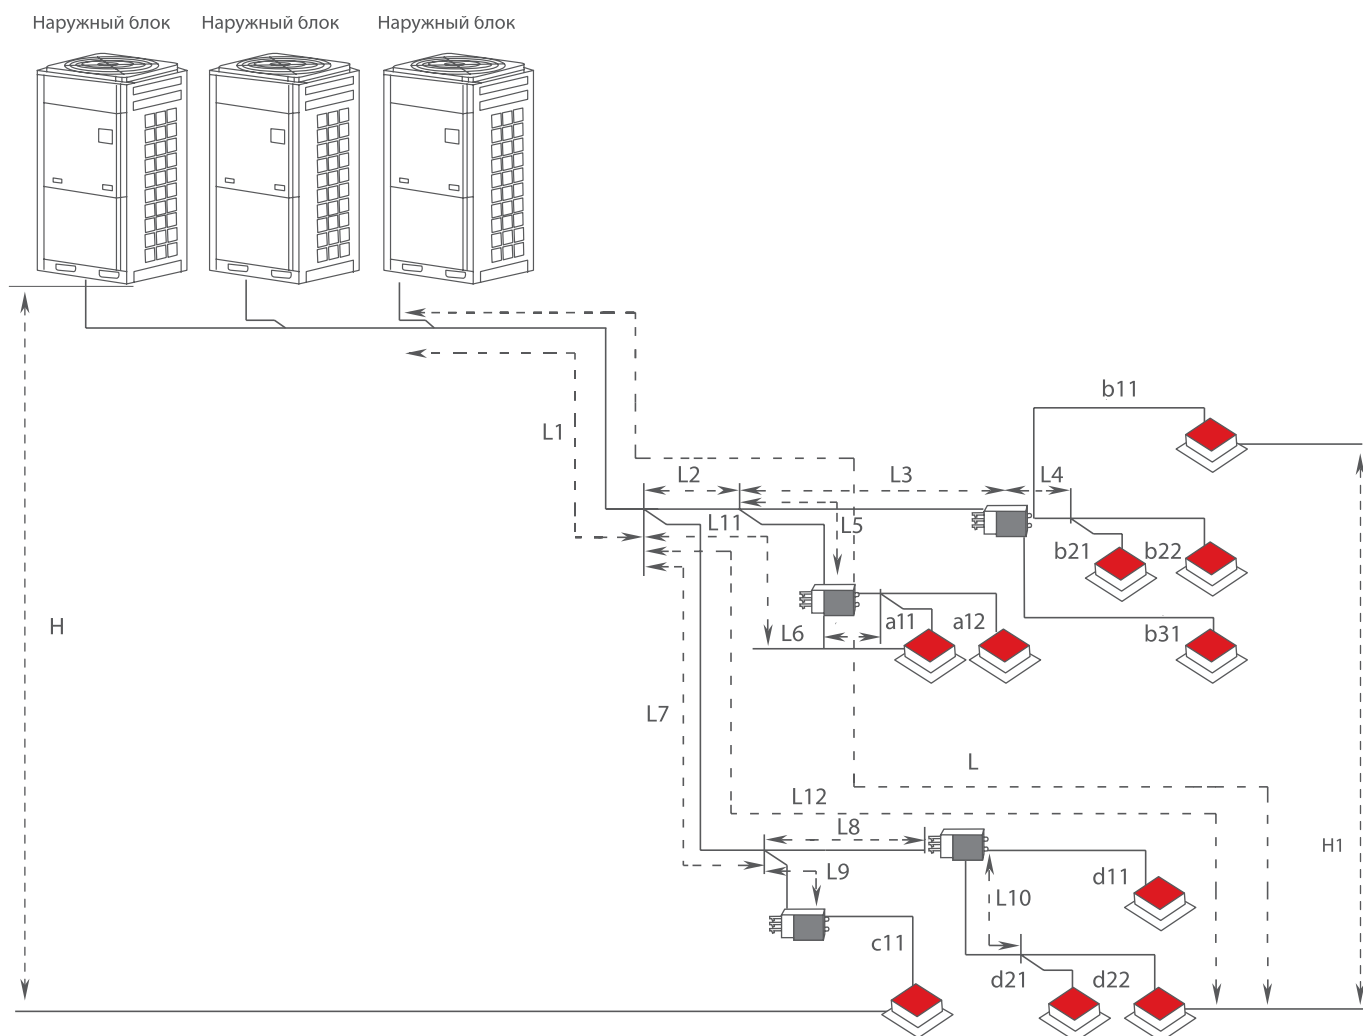 Наружный блок
Наружный блок
Наружный блок
b11
L1
L2
L3
L4
L11
L5
b21
b22
H
L6
a11
a12
b31
L7
L
L12
L8
H1
L9
d11
L10
c11
d21
d22